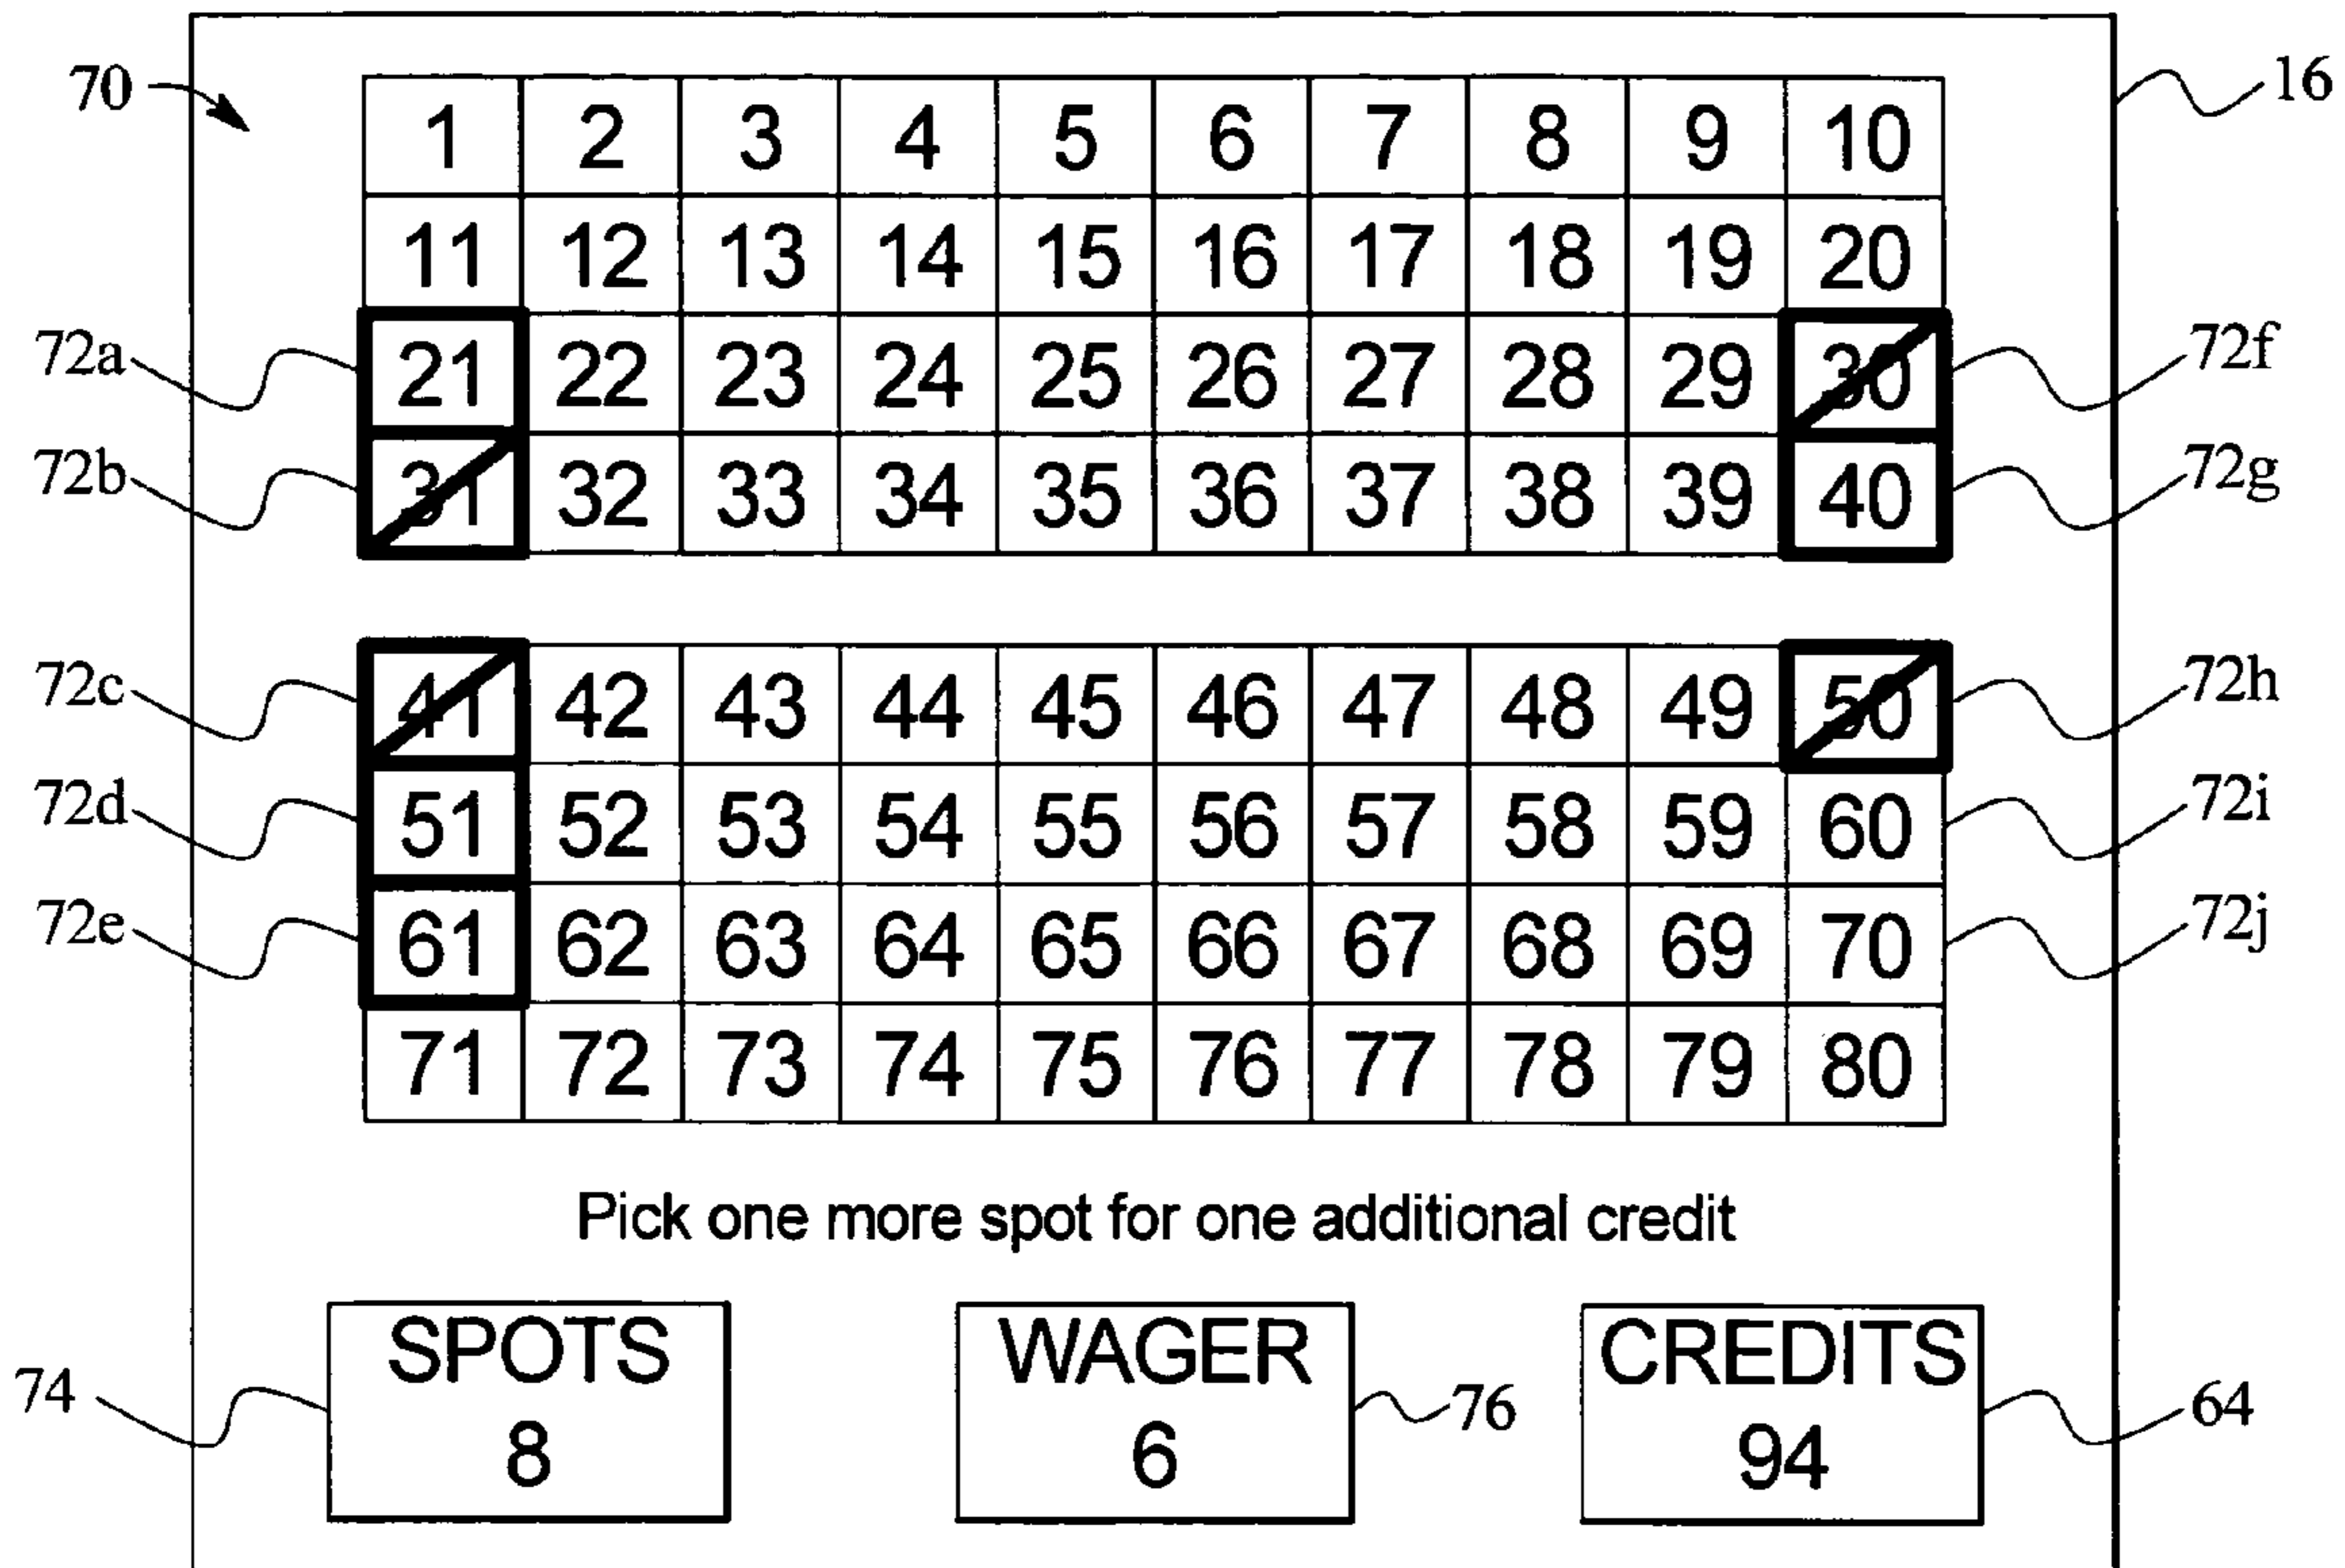 70 16
1 2 3 4 5 6 7 8 9 10
11 12 13 14 15 16 17 18 19 20
72a 21 22 23 24 25 26 27 28 29 30 72f
72b 31 32 33 34 35 36 37 38 39 40 72g
72c 41 42 43 44 45 46 47 48 49 50 72h
72d 51 52 53 54 55 56 57 58 59 60 72i
72e 61 62 63 64 65 66 67 68 69 70 72j
71 72 73 74 75 76 77 78 79 80
Pick one more spot for one additional credit
SPOTS WAGER CREDITS
74 76 64
8 6 94